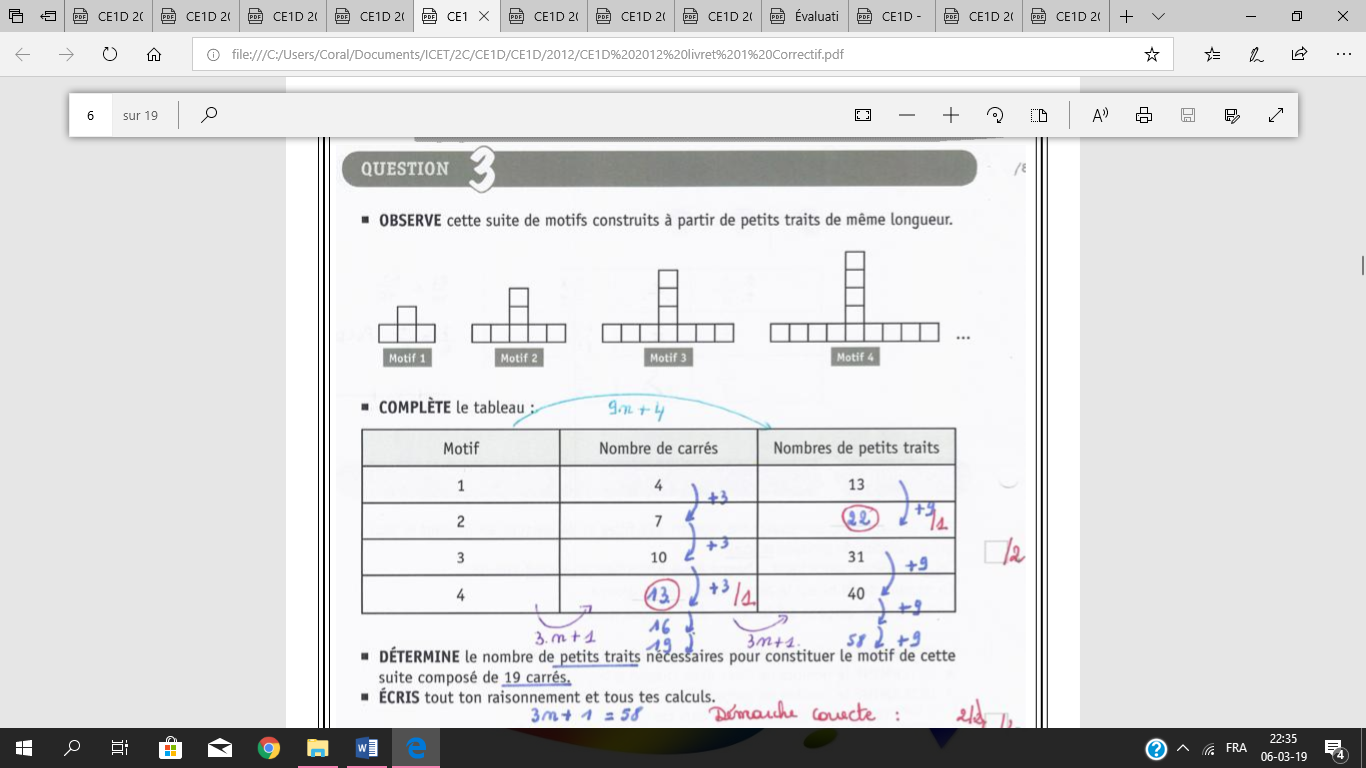 CE1D 20 CE1D 20 CE1D 20 CE1D 20 CE1 CE1D 20 CE1D 20 CE1D 20 Évaluati CE1D - CE1D 20 CE1D 20
file:///C:/Users/Coral/Documents/ICET/2C/CE1D/CE1D/2012/CE1D%202012%20livret%201%20Correctif.pdf
6 sur 19
QUESTION 3
▪ OBSERVE cette suite de motifs construits à partir de petits traits de même longueur.
...
Motif 1 Motif 2 Motif 3 Motif 4
▪ COMPLÈTE le tableau : 9n+4
Motif Nombre de carrés Nombres de petits traits
1 4 13
+3
2 7 22 +9 /1
+3
3 10 31 +9 /2
4 13 +3 /1 40 +9
3.n+1 16 3n+1.
19 58 +9
▪ DÉTERMINE le nombre de petits traits nécessaires pour constituer le motif de cette
suite composé de 19 carrés.
▪ ÉCRIS tout ton raisonnement et tous tes calculs.
3n+1 = 58 Démarche correcte : 2/2
FRA 22:35
06-03-19 4